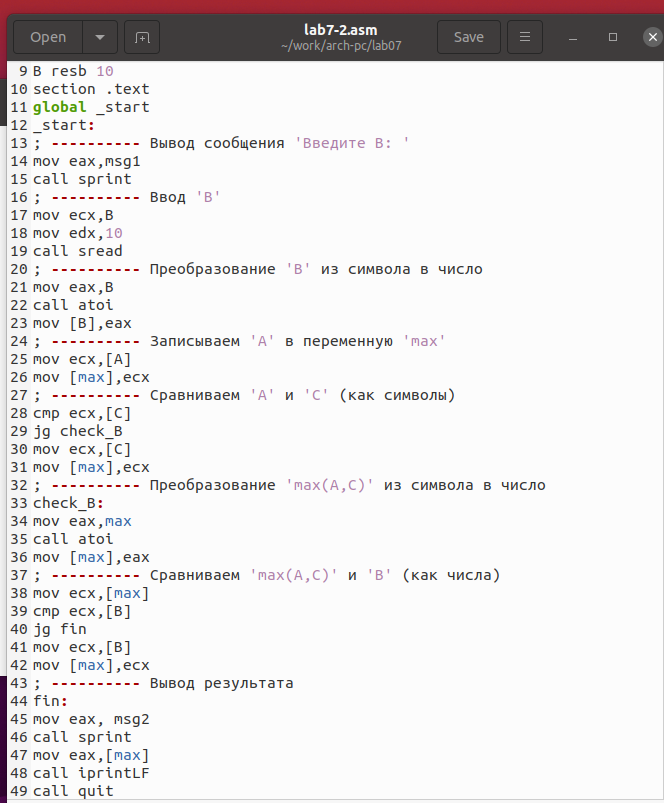 Open
lab7-2.asm
~/work/arch-pc/lab07
Save
9 B resb 10
10 section .text
11 global _start
12 _start:
13 ; ---------- Вывод сообщения 'Введите B: '
14 mov eax,msg1
15 call sprint
16 ; ---------- Ввод 'B'
17 mov ecx,B
18 mov edx,10
19 call sread
20 ; ---------- Преобразование 'B' из символа в число
21 mov eax,B
22 call atoi
23 mov [B],eax
24 ; ---------- Записываем 'A' в переменную 'max'
25 mov ecx,[A]
26 mov [max],ecx
27 ; ---------- Сравниваем 'A' и 'C' (как символы)
28 cmp ecx,[C]
29 jg check_B
30 mov ecx,[C]
31 mov [max],ecx
32 ; ---------- Преобразование 'max(A,C)' из символа в число
33 check_B:
34 mov eax,max
35 call atoi
36 mov [max],eax
37 ; ---------- Сравниваем 'max(A,C)' и 'B' (как числа)
38 mov ecx,[max]
39 cmp ecx,[B]
40 jg fin
41 mov ecx,[B]
42 mov [max],ecx
43 ; ---------- Вывод результата
44 fin:
45 mov eax, msg2
46 call sprint
47 mov eax,[max]
48 call iprintLF
49 call quit